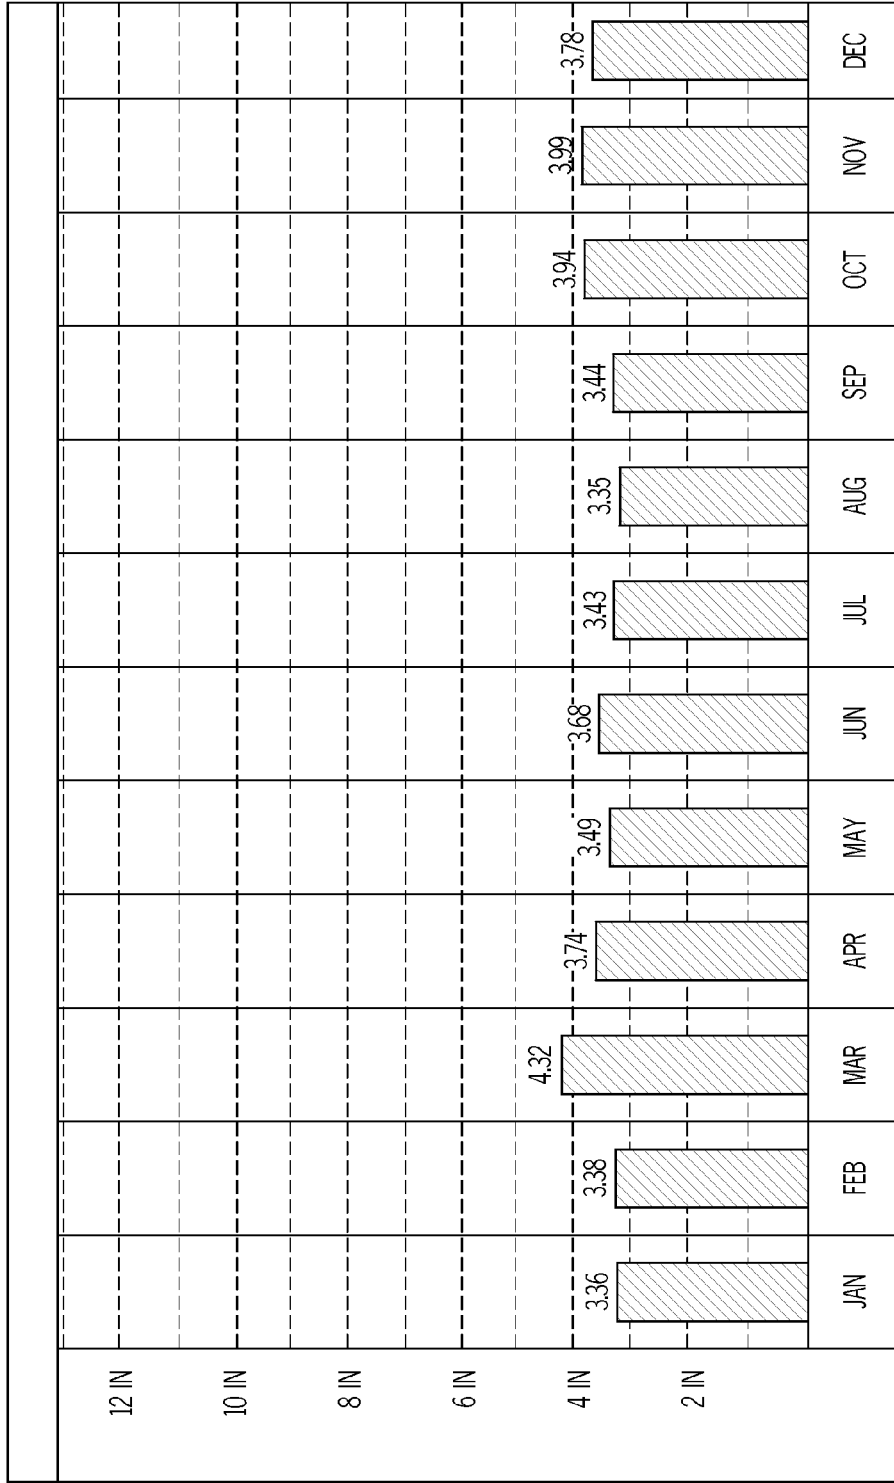 12 IN
10 IN
8 IN
6 IN
4 IN
2 IN
3.36
3.38
4.32
3.74
3.49
3.68
3.43
3.35
3.44
3.94
3.99
3.78
JAN
FEB
MAR
APR
MAY
JUN
JUL
AUG
SEP
OCT
NOV
DEC